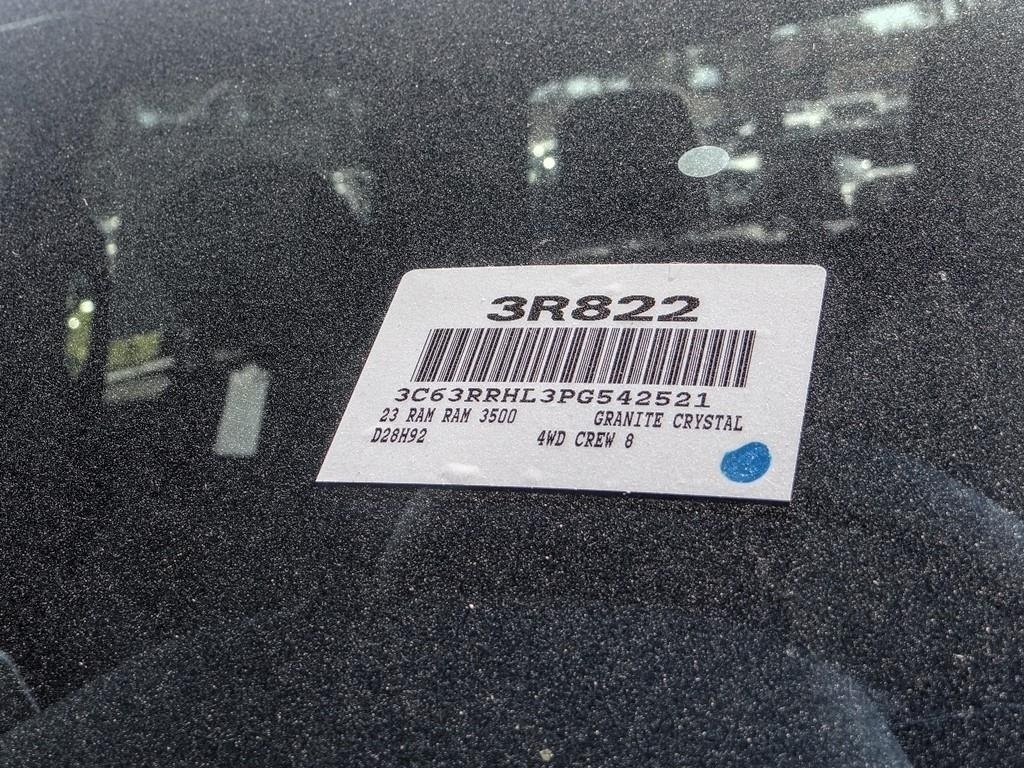 3R822
3C63RRHL3PG542521
23 RAM RAM 3500 GRANITE CRYSTAL
D28H92 4WD CREW 8